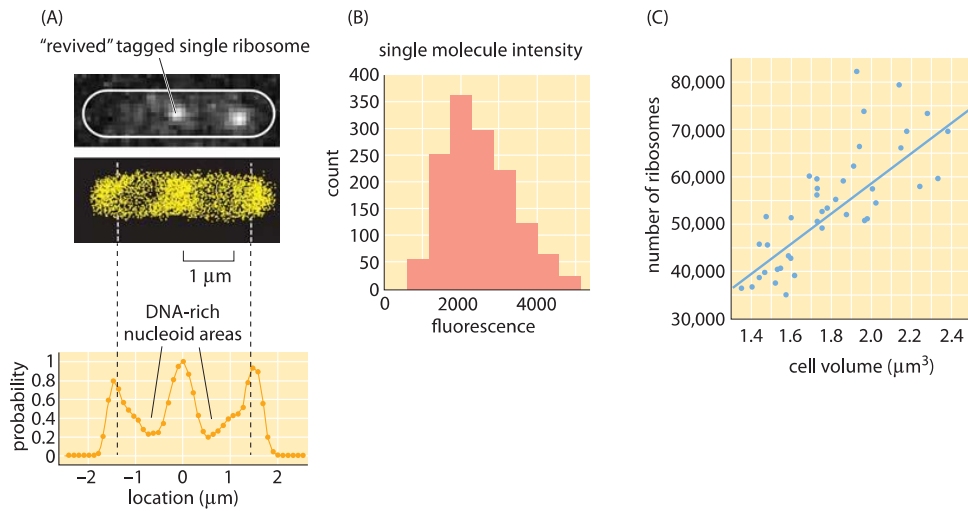 (A)
“revived” tagged single ribosome
1 μm
DNA-rich
nucleoid areas
probability
1
0.8
0.6
0.4
0.2
0
−2
−1
0
1
2
location (μm)
(B)
single molecule intensity
count
400
350
300
250
200
150
100
50
0
0
2000
4000
fluorescence
(C)
number of ribosomes
80,000
70,000
60,000
50,000
40,000
30,000
1.4
1.6
1.8
2.0
2.2
2.4
cell volume (μm³)